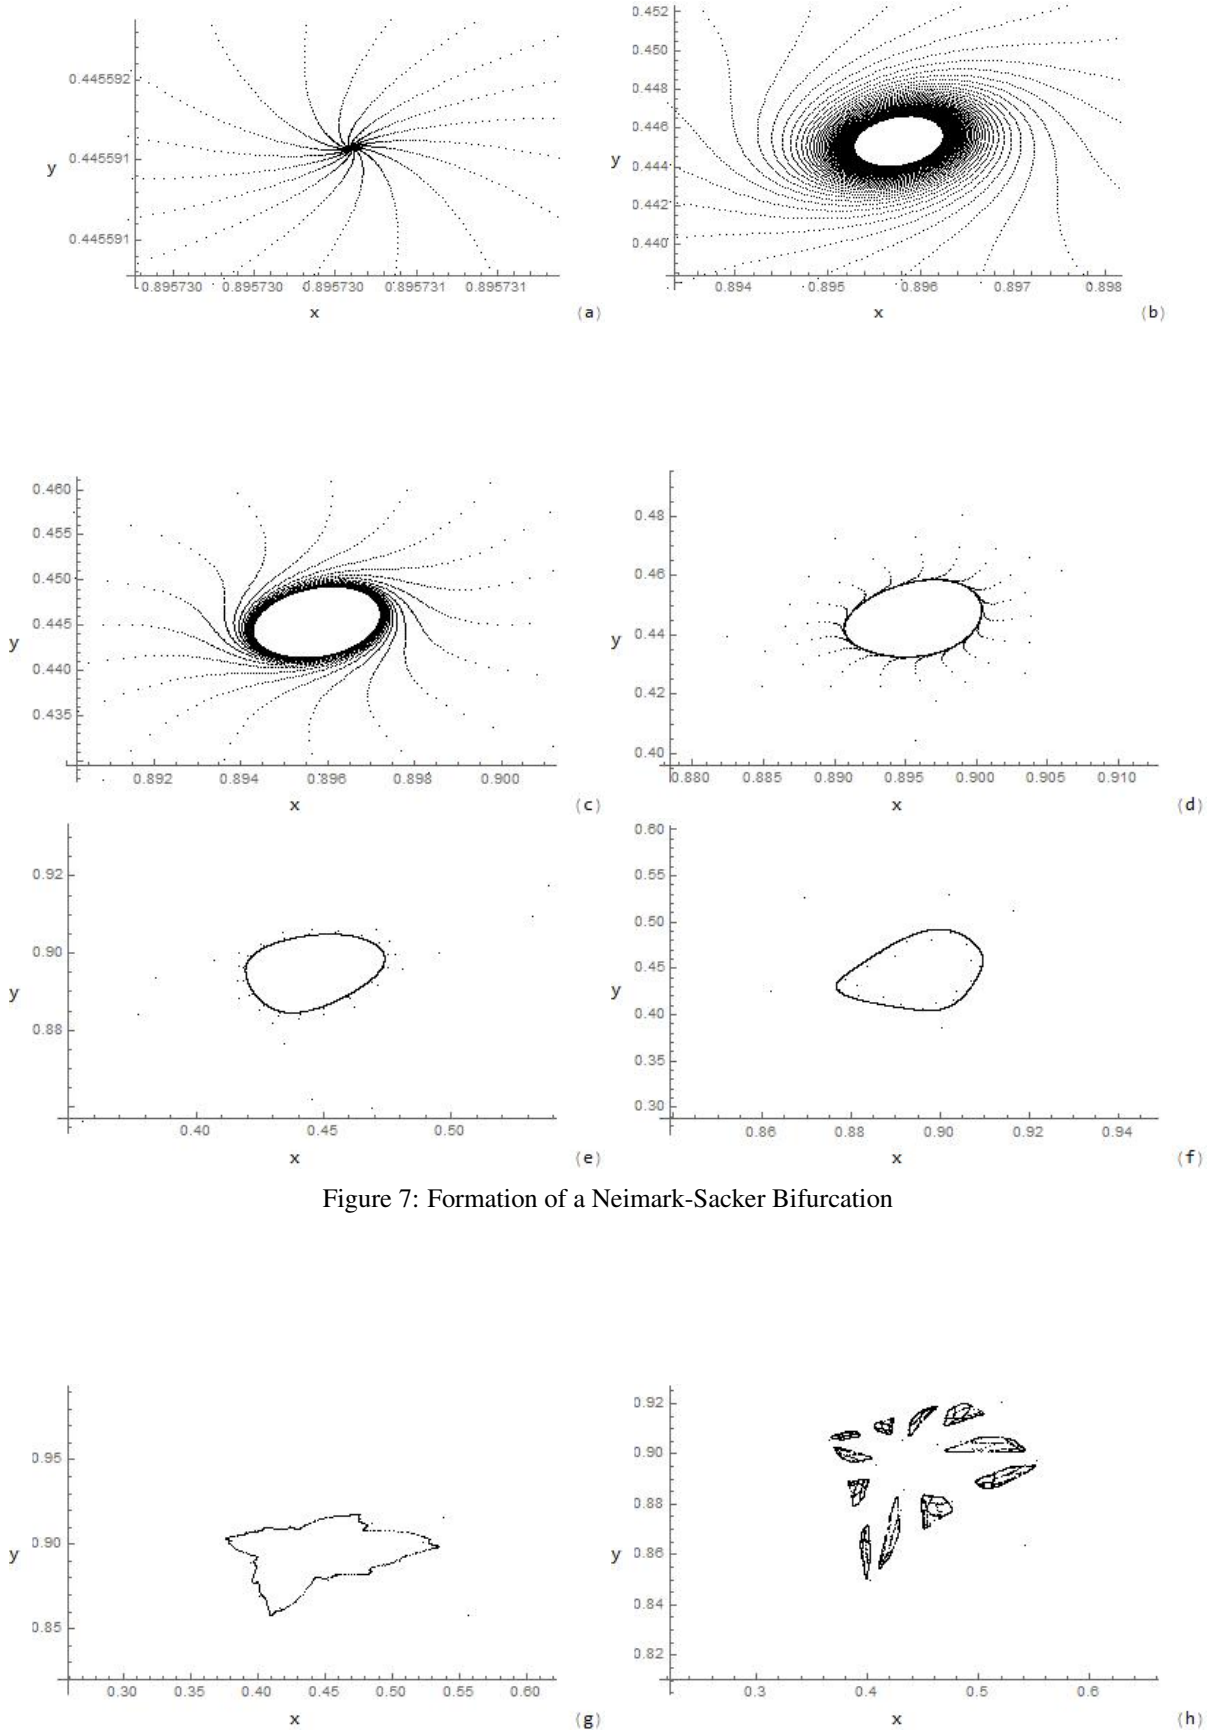 0.445592
0.445591
y
0.445591
0.895730 0.895730 0.895730 0.895731 0.895731
x
(a)
0.452
0.450
0.448
0.446
y
0.444
0.442
0.440
0.894 0.895 0.896 0.897 0.898
x
(b)
0.460
0.455
0.450
0.445
y
0.440
0.435
0.892 0.894 0.896 0.898 0.900
x
(c)
0.48
0.46
0.44
y
0.42
0.40
0.880 0.885 0.890 0.895 0.900 0.905 0.910
x
(d)
0.92
0.90
y
0.88
0.40 0.45 0.50
x
(e)
0.60
0.55
0.50
0.45
y
0.40
0.35
0.30
0.86 0.88 0.90 0.92 0.94
x
(f)
Figure 7: Formation of a Neimark-Sacker Bifurcation
0.95
0.90
y
0.85
0.30 0.35 0.40 0.45 0.50 0.55 0.60
x
(g)
0.92
0.90
0.88
0.86
y
0.84
0.82
0.3 0.4 0.5 0.6
x
(h)